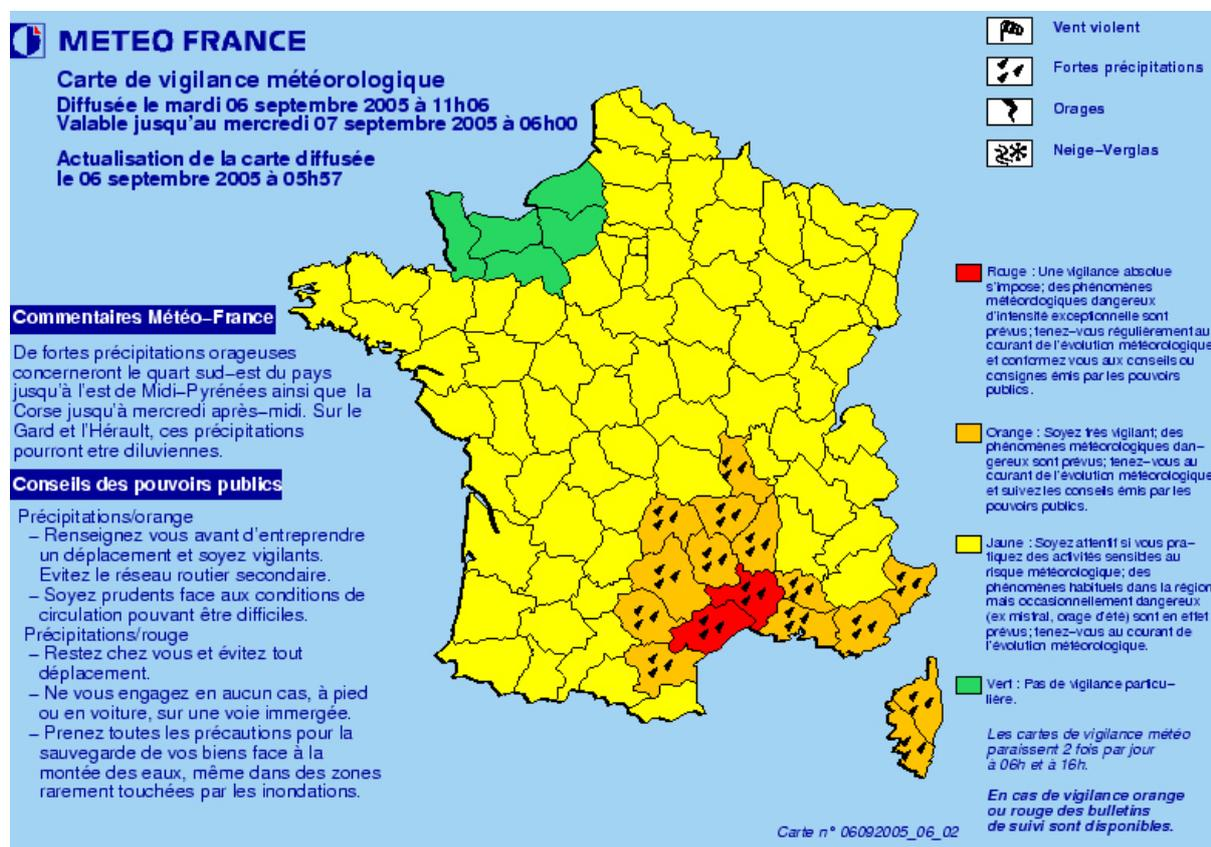 METEO FRANCE
Carte de vigilance météorologique
Diffusée le mardi 06 septembre 2005 à 11h06
Valable jusqu'au mercredi 07 septembre 2005 à 06h00
Actualisation de la carte diffusée
le 06 septembre 2005 à 05h57
Vent violent
Fortes précipitations
Orages
Neige–Verglas
Commentaires Météo–France
De fortes précipitations orageuses
concerneront le quart sud–est du pays
jusqu'à l'est de Midi–Pyrénées ainsi que la
Corse jusqu'à mercredi après–midi. Sur le
Gard et l'Hérault, ces précipitations
pourront etre diluviennes.
Conseils des pouvoirs publics
Précipitations/orange
– Renseignez vous avant d'entreprendre
un déplacement et soyez vigilants.
Evitez le réseau routier secondaire.
– Soyez prudents face aux conditions de
circulation pouvant être difficiles.
Précipitations/rouge
– Restez chez vous et évitez tout
déplacement.
– Ne vous engagez en aucun cas, à pied
ou en voiture, sur une voie immergée.
– Prenez toutes les précautions pour la
sauvegarde de vos biens face à la
montée des eaux, même dans des zones
rarement touchées par les inondations.
Rouge : Une vigilance absolue
s'impose; des phénomènes
météorologiques dangereux
d'intensité exceptionnelle sont
prévus; tenez–vous régulièrement au
courant de l'évolution météorologique
et conformez vous aux conseils ou
consignes émis par les pouvoirs
publics.
Orange : Soyez très vigilant; des
phénomènes météorologiques dan–
gereux sont prévus; tenez–vous au
courant de l'évolution météorologique
et suivez les conseils émis par les
pouvoirs publics.
Jaune : Soyez attentif si vous pra–
tiquez des activités sensibles au
risque météorologique; des
phénomènes habituels dans la région
mais occasionnellement dangereux
(ex mistral, orage d'été) sont en effet
prévus; tenez–vous au courant de
l'évolution météorologique.
Vert : Pas de vigilance particu–
lière.
Les cartes de vigilance météo
paraissent 2 fois par jour
à 06h et à 16h.
En cas de vigilance orange
ou rouge des bulletins
de suivi sont disponibles.
Carte n° 06092005_06_02